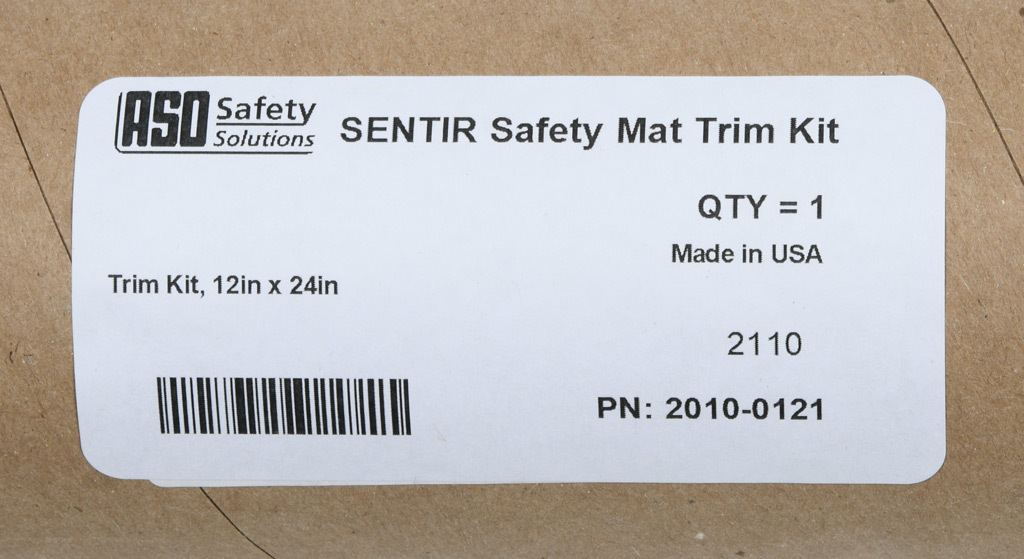 ASO Safety Solutions
SENTIR Safety Mat Trim Kit
QTY = 1
Made in USA
Trim Kit, 12in x 24in
2110
PN: 2010-0121